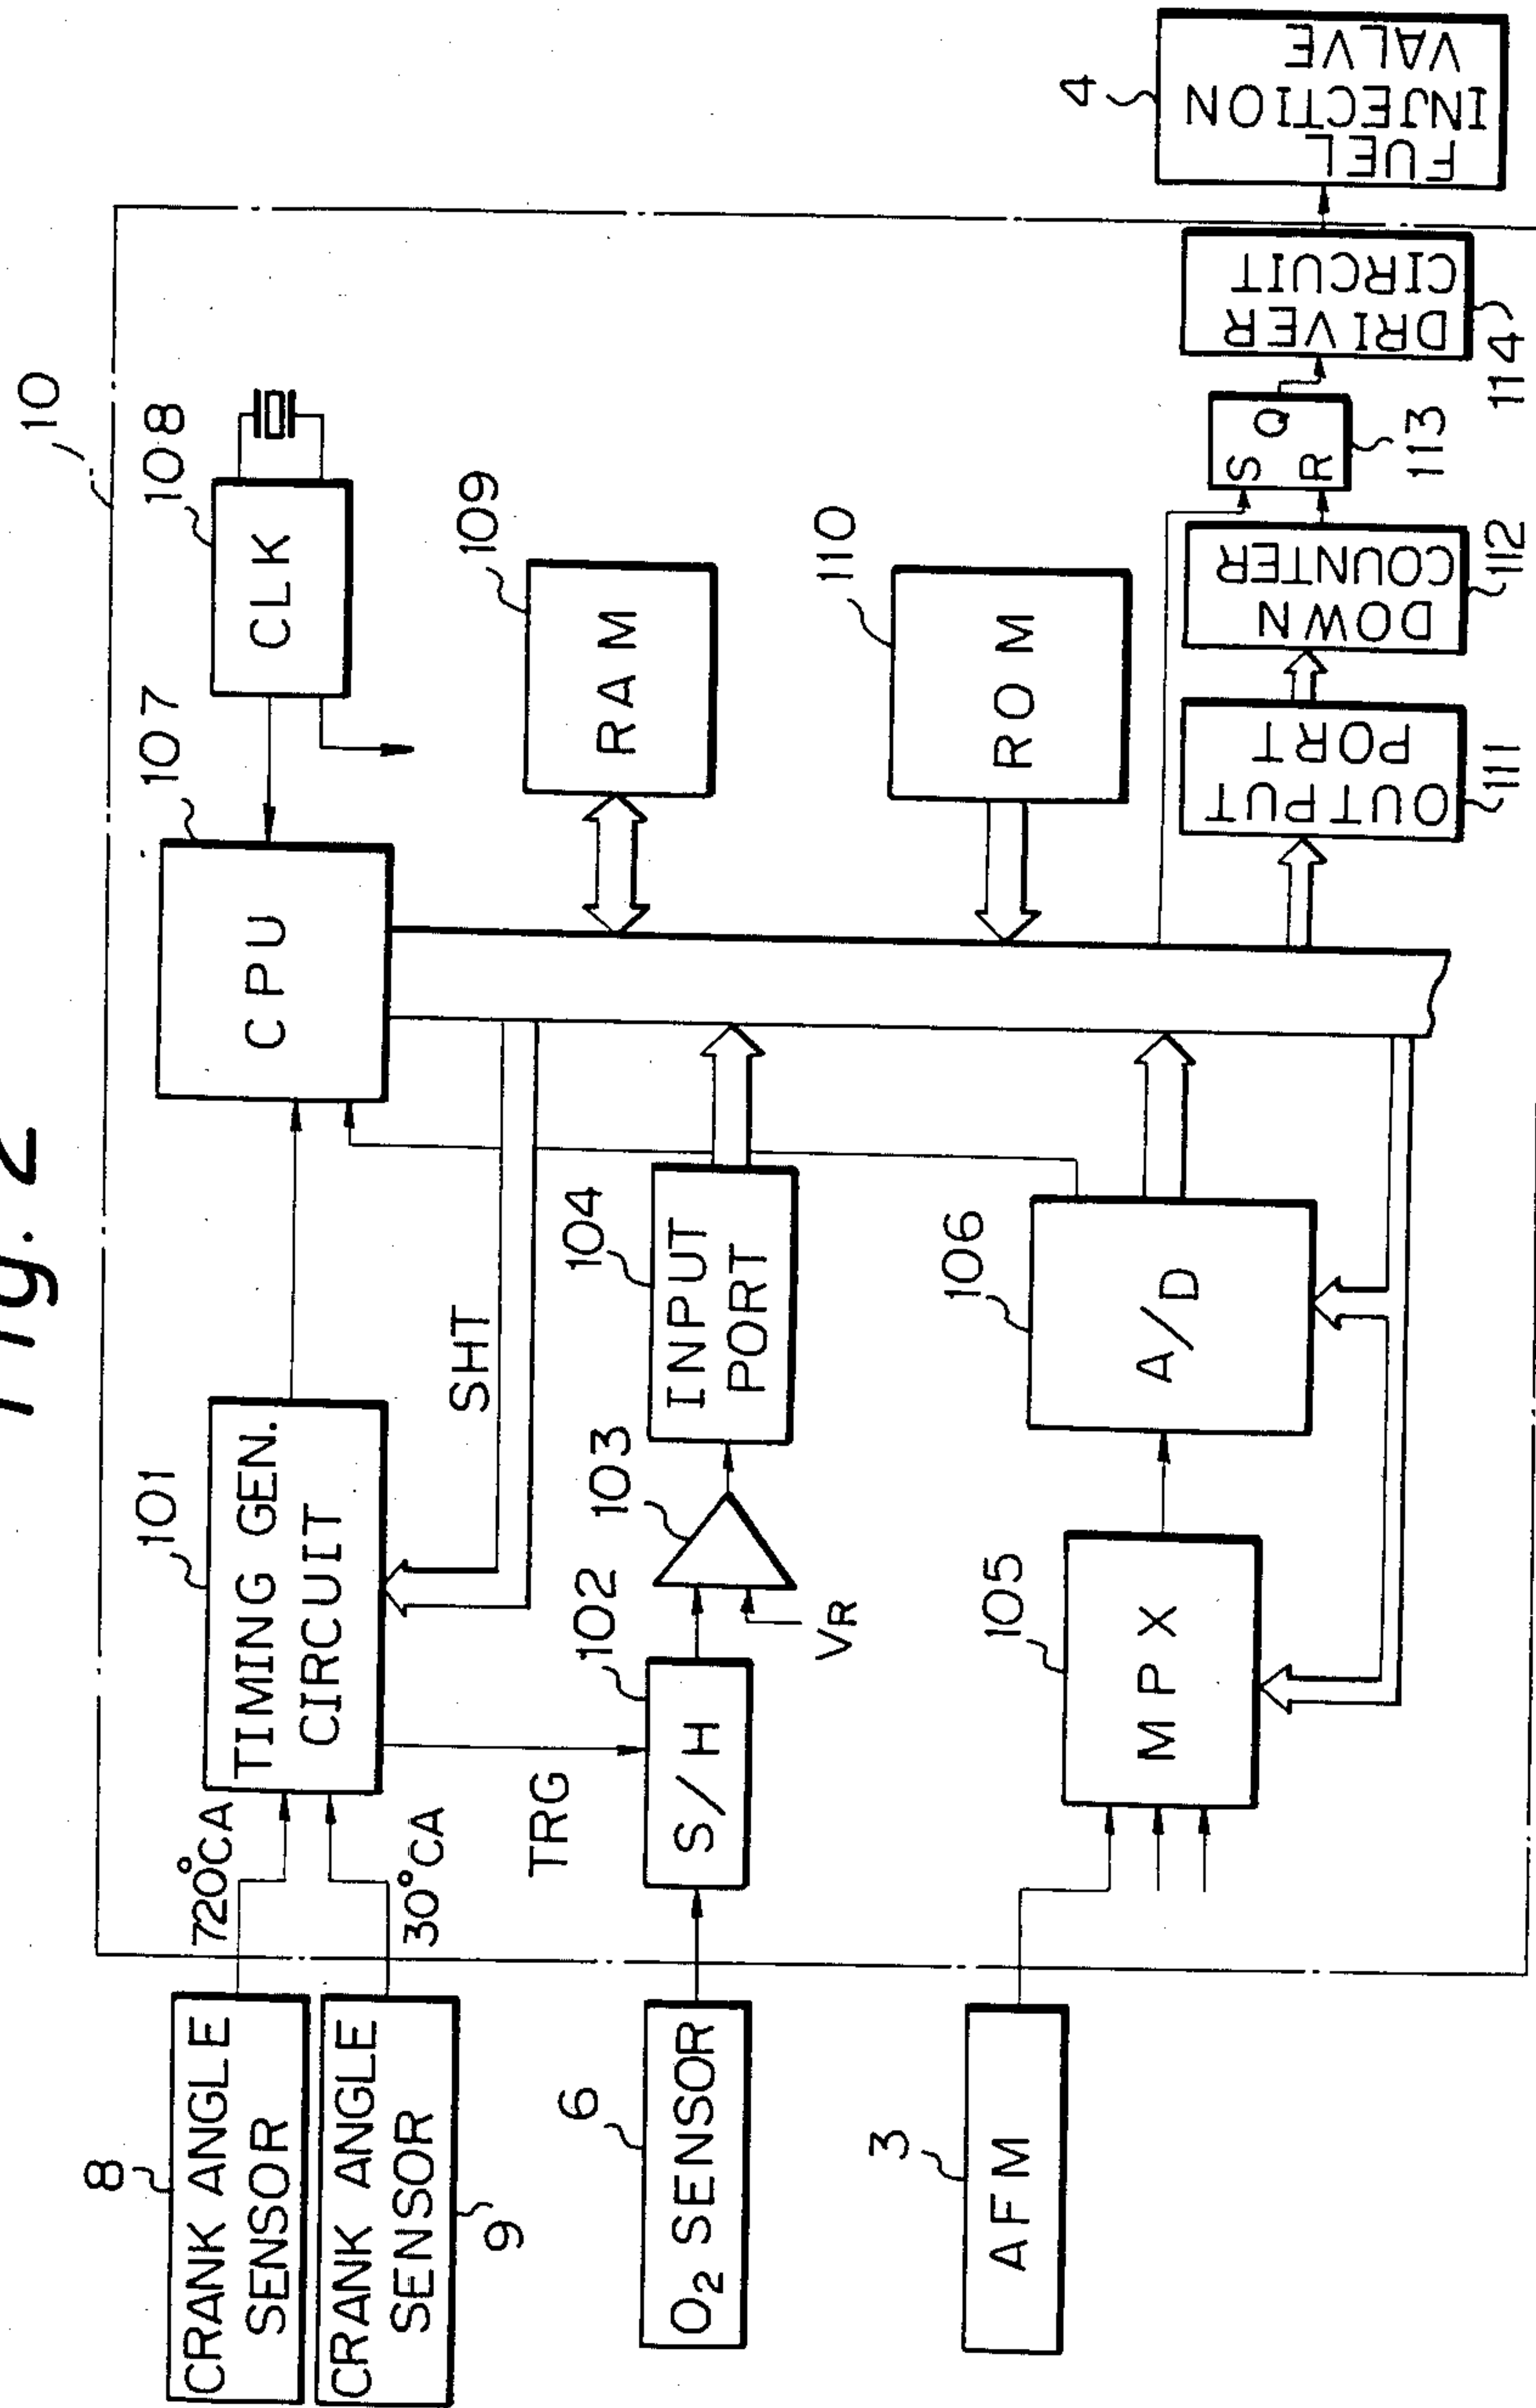 Fig. 2
10
8
CRANK ANGLE
SENSOR
CRANK ANGLE
SENSOR
9
720°CA
30°CA
101
TIMING GEN.
CIRCUIT
SHT
TRG
107
CPU
108
CLK
6
O2 SENSOR
102
S/H
VR
103
104
INPUT
PORT
109
RAM
110
ROM
3
AFM
105
MPX
106
A/D
OUTPUT
PORT
111
DOWN
COUNTER
112
S
Q
R
113
DRIVER
CIRCUIT
114
4
FUEL
INJECTION
VALVE